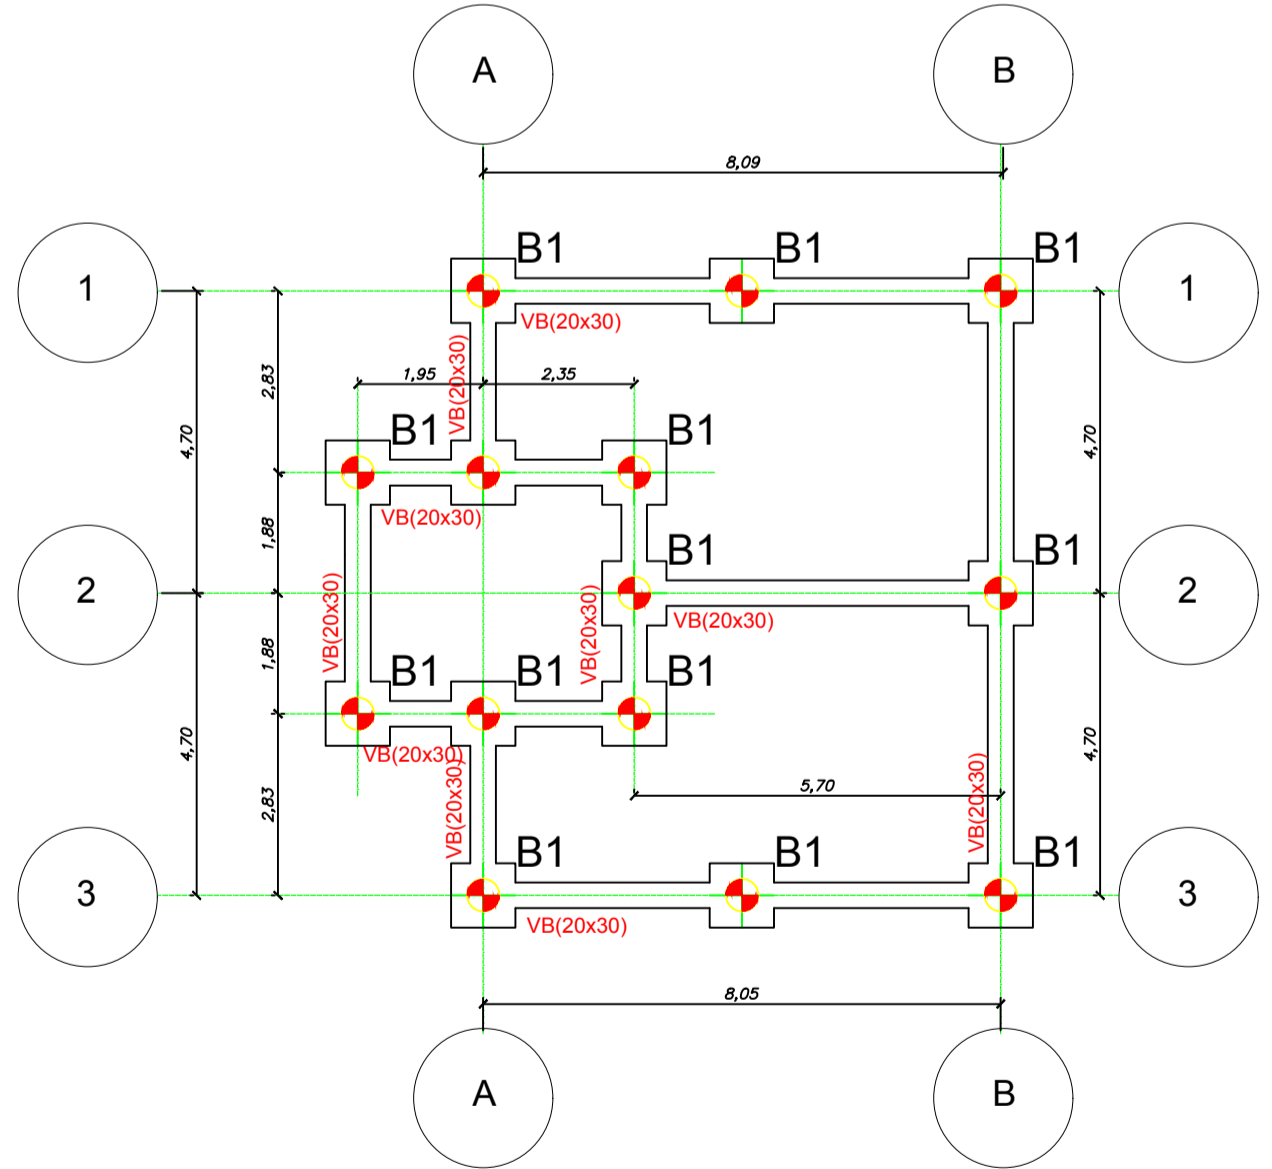 A
B
8,09
B1
B1
B1
1
1
VB(20x30)
VB(20x30)
2,83
1,95
2,35
4,70
4,70
B1
B1
VB(20x30)
1,88
B1
B1
2
2
VB(20x30)
VB(20x30)
VB(20x30)
1,88
B1
B1
B1
4,70
4,70
VB(20x30)
VB(20x30)
VB(20x30)
2,83
5,70
B1
B1
B1
3
3
VB(20x30)
8,05
A
B